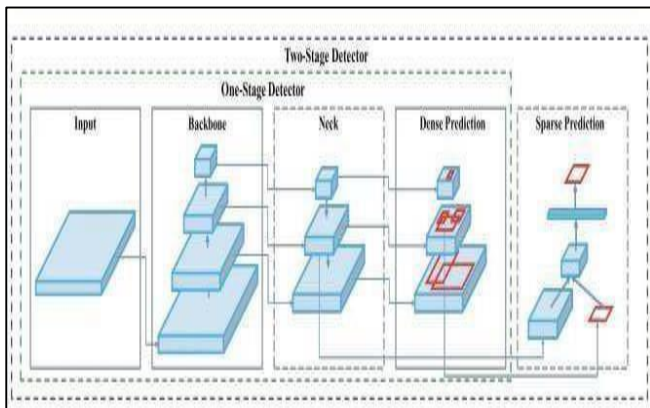 Two-Stage Detector
One-Stage Detector
Input
Backbone
Neck
Dense Prediction
Sparse Prediction